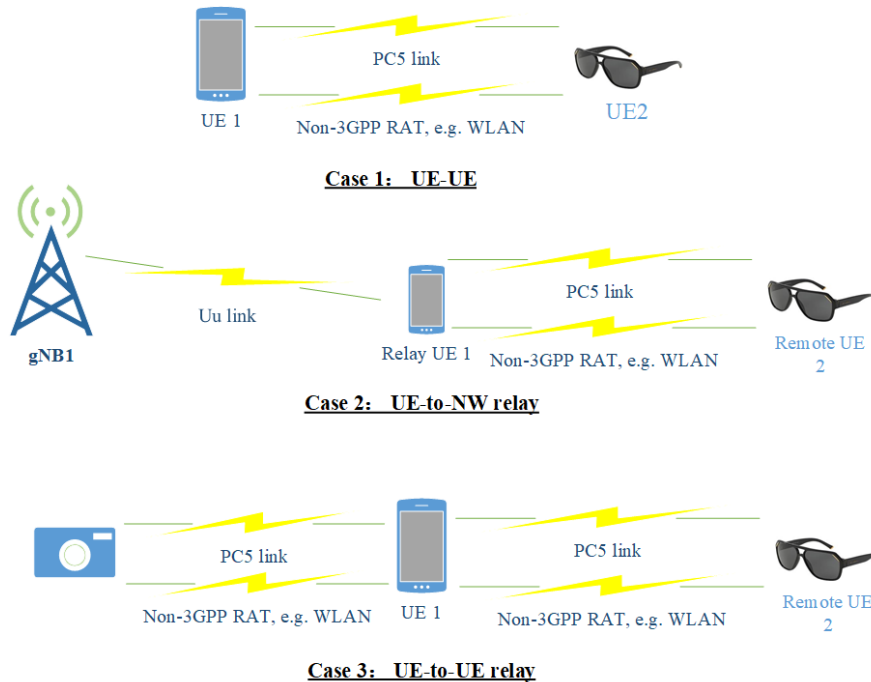 PC5 link
UE 1
UE2
Non-3GPP RAT, e.g. WLAN
Case 1： UE-UE
PC5 link
Uu link
gNB1
Relay UE 1
Remote UE
2
Non-3GPP RAT, e.g. WLAN
Case 2： UE-to-NW relay
PC5 link
PC5 link
UE 1
Remote UE
2
Non-3GPP RAT, e.g. WLAN
Non-3GPP RAT, e.g. WLAN
Case 3： UE-to-UE relay